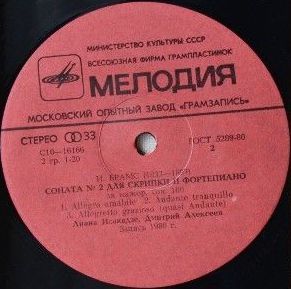 МИНИСТЕРСТВО КУЛЬТУРЫ СССР
ВСЕСОЮЗНАЯ ФИРМА ГРАМПЛАСТИНОК
МЕЛОДИЯ
МОСКОВСКИЙ ОПЫТНЫЙ ЗАВОД «ГРАМЗАПИСЬ»
СТЕРЕО 33 ГОСТ 5289-80
С10—16166 2
2 гр. 1-20
И. БРАМС
СОНАТА № 2 ДЛЯ СКРИПКИ И ФОРТЕПИАНО
ля мажор, соч. 100
1. Allegro amabile 2. Andante tranquillo
3. Allegretto grazioso (quasi Andante)
Лиана Исакадзе, Дмитрий Алексеев
Запись 1980 г.